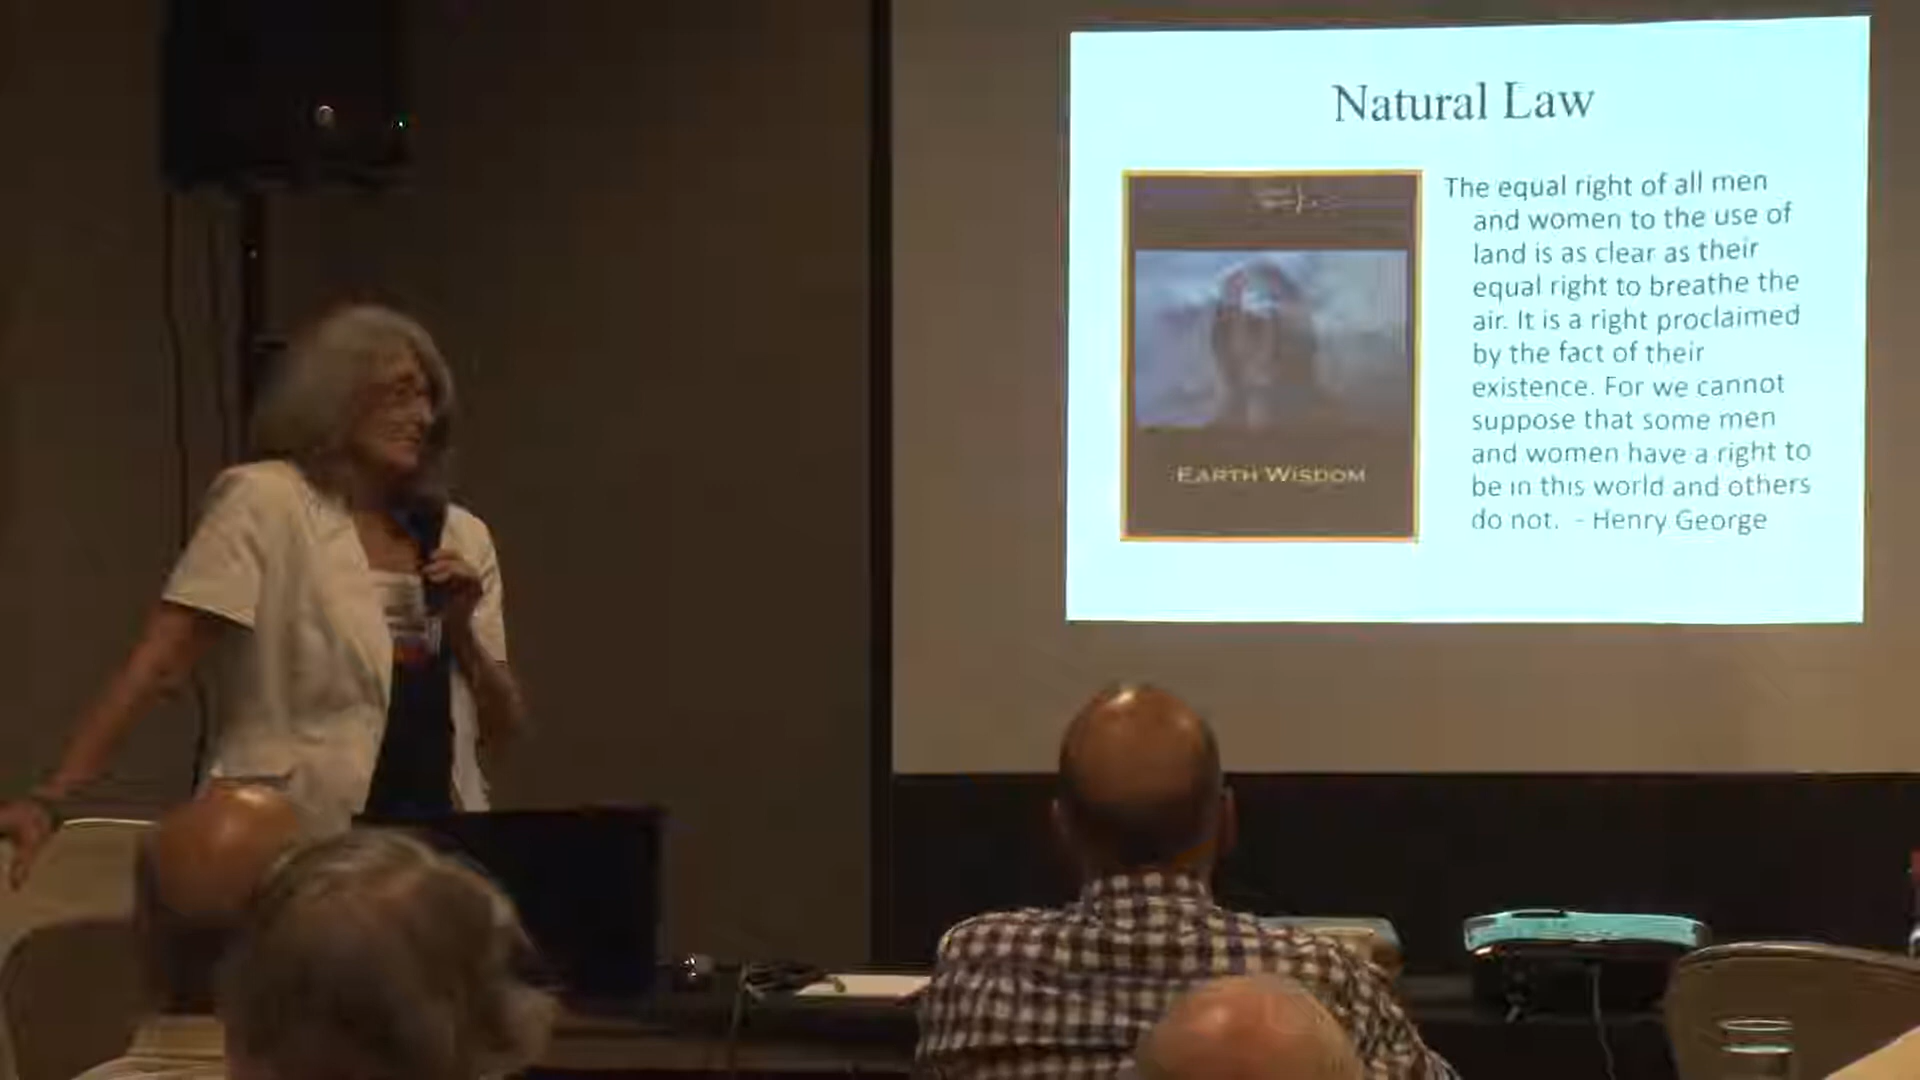 Natural Law
EARTH WISDOM
The equal right of all men
and women to the use of
land is as clear as their
equal right to breathe the
air. It is a right proclaimed
by the fact of their
existence. For we cannot
suppose that some men
and women have a right to
be in this world and others
do not. - Henry George